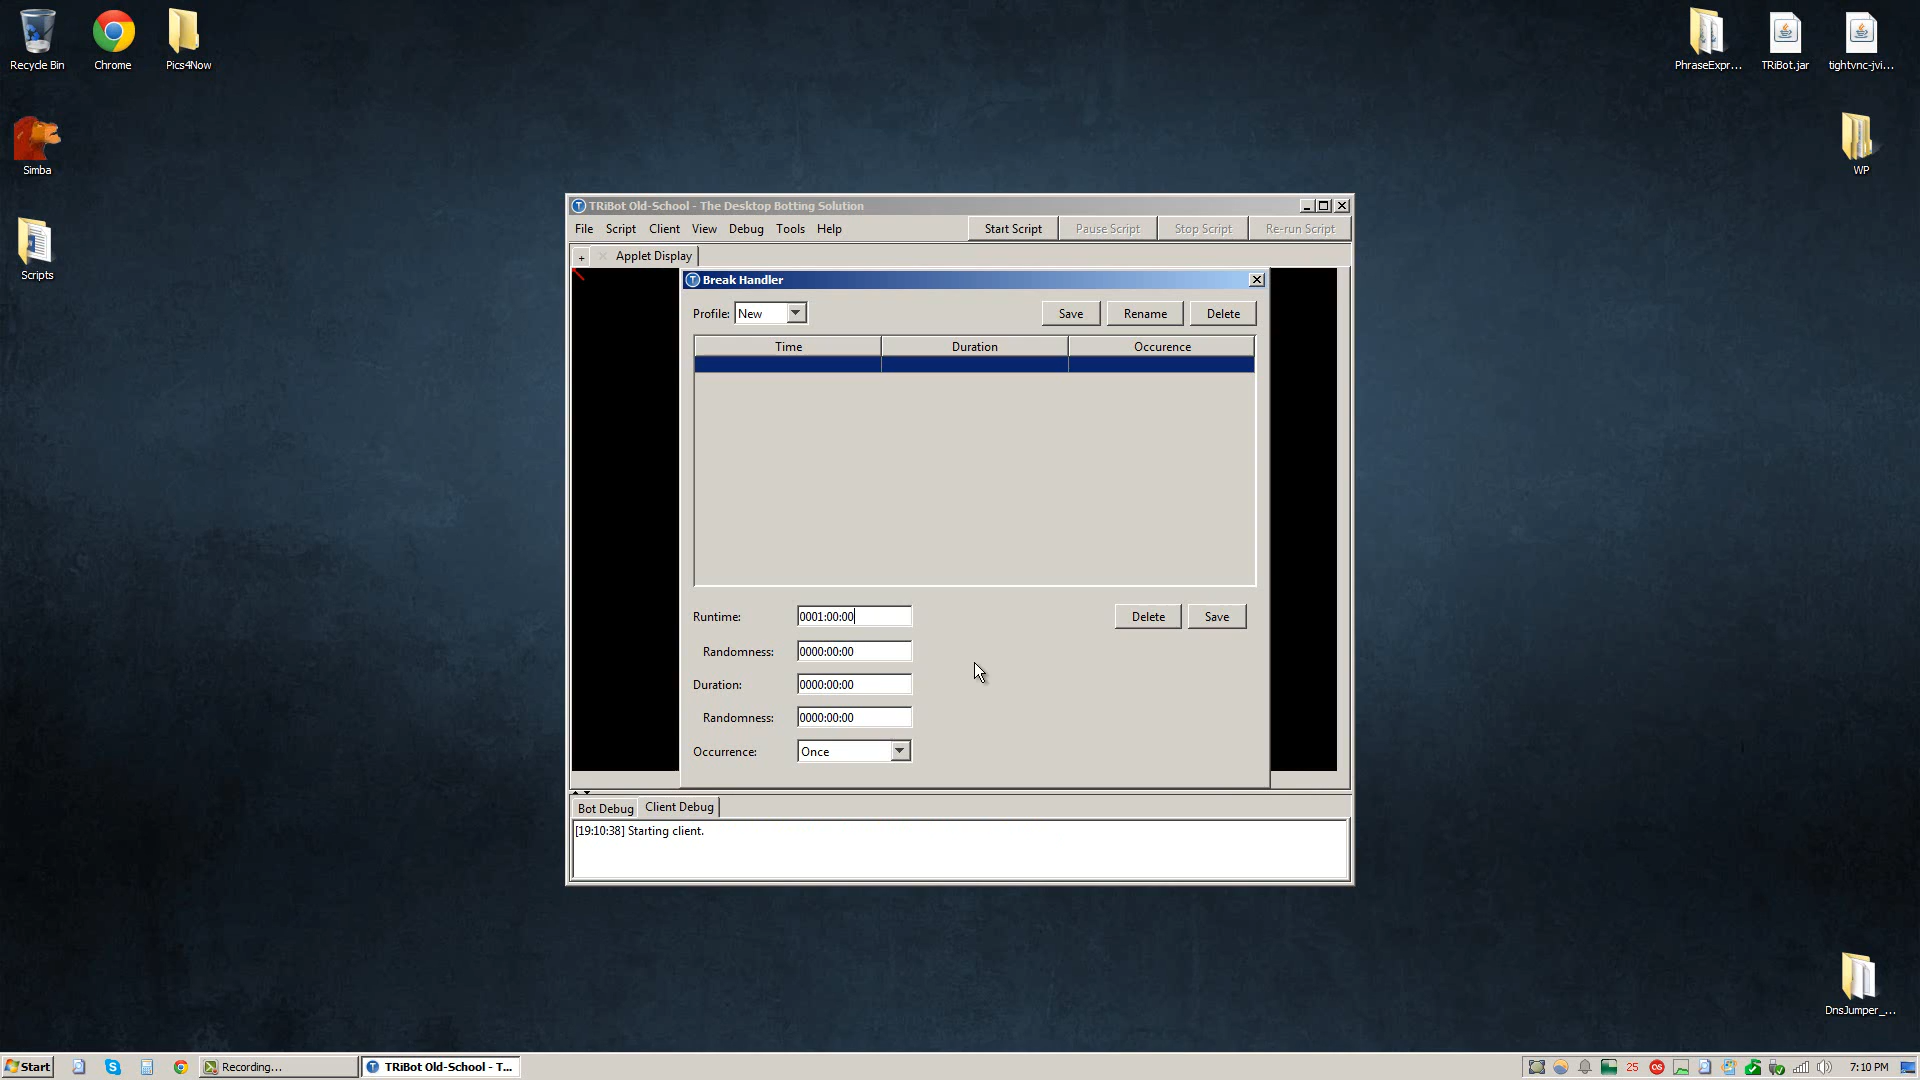 Recycle Bin
Chrome
Pics4Now
PhraseExpr...
TRiBot.jar
tightvnc-jvi...
Simba
WP
Scripts
TRiBot Old-School - The Desktop Botting Solution
File Script Client View Debug Tools Help
Start Script Pause Script Stop Script Re-run Script
+ Applet Display
Break Handler
Profile: New
Save Rename Delete
Time Duration Occurence
Runtime: 0001:00:00
Delete Save
Randomness: 0000:00:00
Duration: 0000:00:00
Randomness: 0000:00:00
Occurrence: Once
Bot Debug Client Debug
[19:10:38] Starting client.
DnsJumper_...
Start
Recording...
TRiBot Old-School - T...
25
7:10 PM